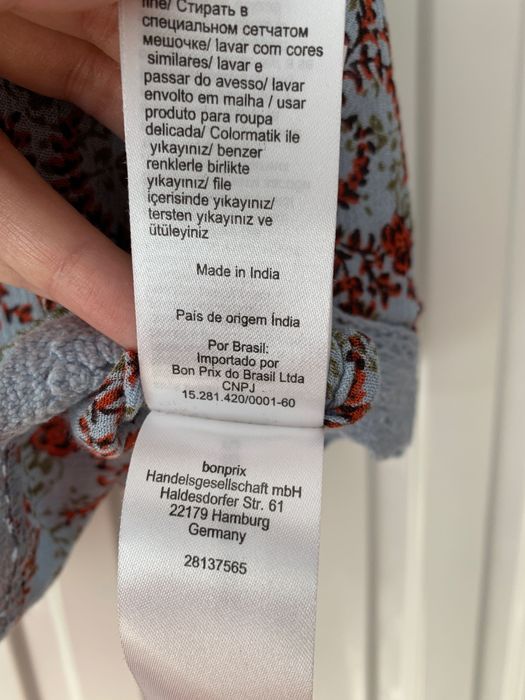 line/ Стирать в
специальном сетчатом
мешочке/ lavar com cores
similares/ lavar e
passar do avesso/ lavar
envolto em malha / usar
produto para roupa
delicada/ Colormatik ile
yıkayınız/ benzer
renklerle birlikte
yıkayınız/ file
içerisinde yıkayınız/
tersten yıkayınız ve
ütüleyiniz
Made in India
País de origem Índia
Por Brasil:
Importado por
Bon Prix do Brasil Ltda
CNPJ
15.281.420/0001-60
bonprix
Handelsgesellschaft mbH
Haldesdorfer Str. 61
22179 Hamburg
Germany
28137565